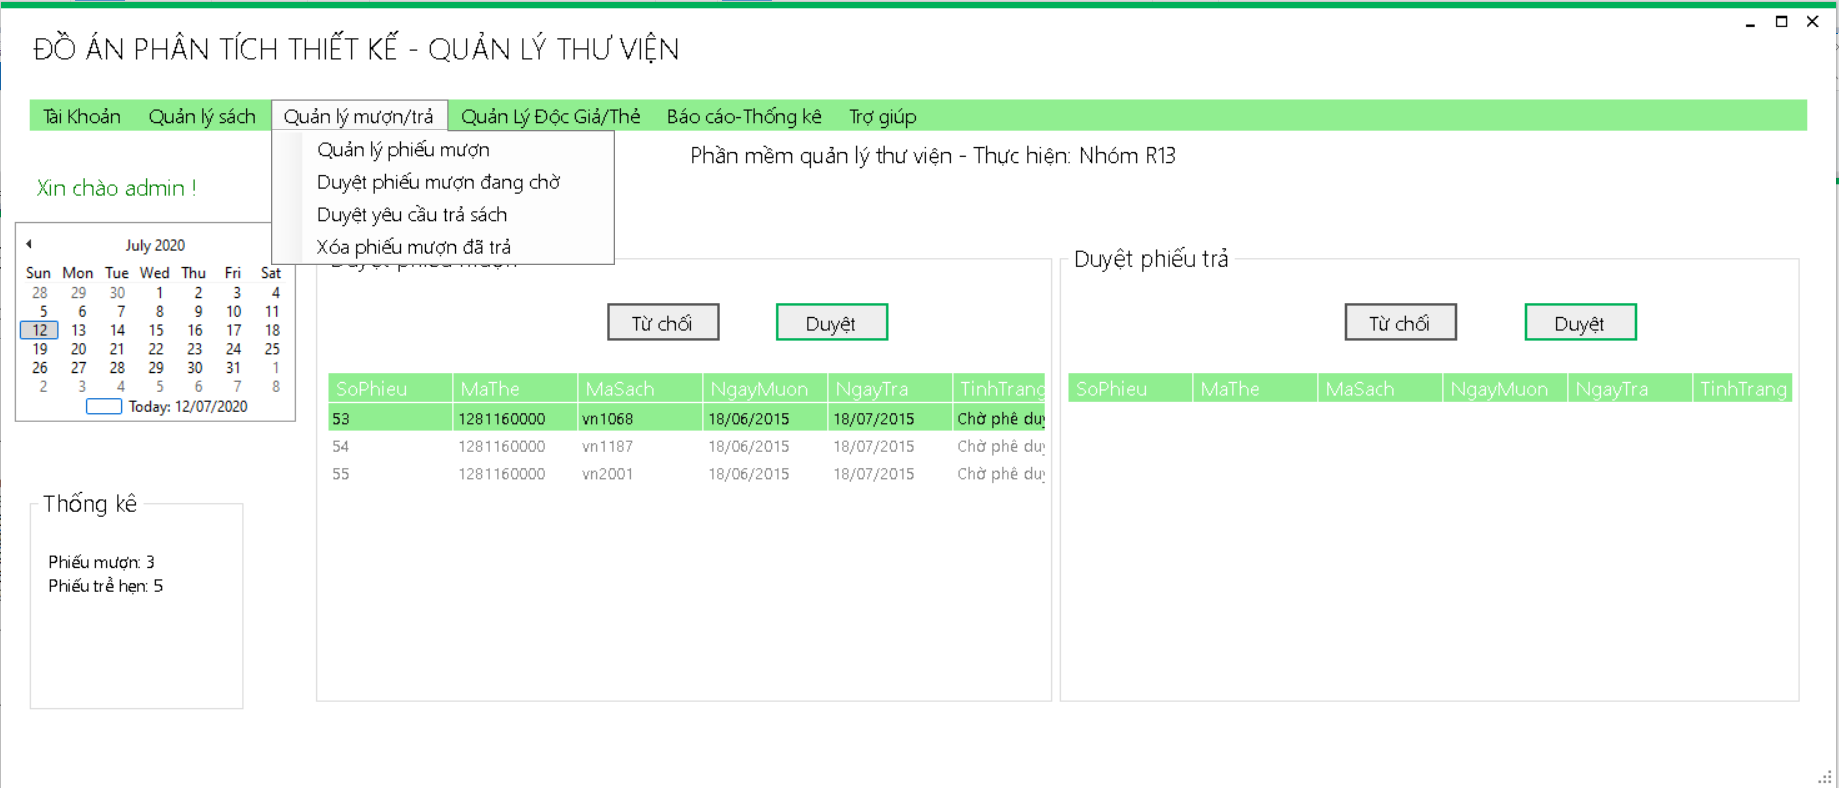 ĐỒ ÁN PHÂN TÍCH THIẾT KẾ - QUẢN LÝ THƯ VIỆN
Tài Khoản Quản lý sách Quản lý mượn/trả Quản Lý Độc Giả/Thẻ Báo cáo-Thống kê Trợ giúp
Quản lý phiếu mượn
Duyệt phiếu mượn đang chờ
Duyệt yêu cầu trả sách
Xóa phiếu mượn đã trả
Phần mềm quản lý thư viện - Thực hiện: Nhóm R13
Xin chào admin !
July 2020
Sun Mon Tue Wed Thu Fri Sat
28 29 30 1 2 3 4
5 6 7 8 9 10 11
12 13 14 15 16 17 18
19 20 21 22 23 24 25
26 27 28 29 30 31 1
2 3 4 5 6 7 8
Today: 12/07/2020
Thống kê
Phiếu mượn: 3
Phiếu trể hẹn: 5
Từ chối Duyệt
SoPhieu MaThe MaSach NgayMuon NgayTra TinhTrang
53 1281160000 vn1068 18/06/2015 18/07/2015 Chờ phê duy
54 1281160000 vn1187 18/06/2015 18/07/2015 Chờ phê duy
55 1281160000 vn2001 18/06/2015 18/07/2015 Chờ phê duy
Duyệt phiếu trả
Từ chối Duyệt
SoPhieu MaThe MaSach NgayMuon NgayTra TinhTrang